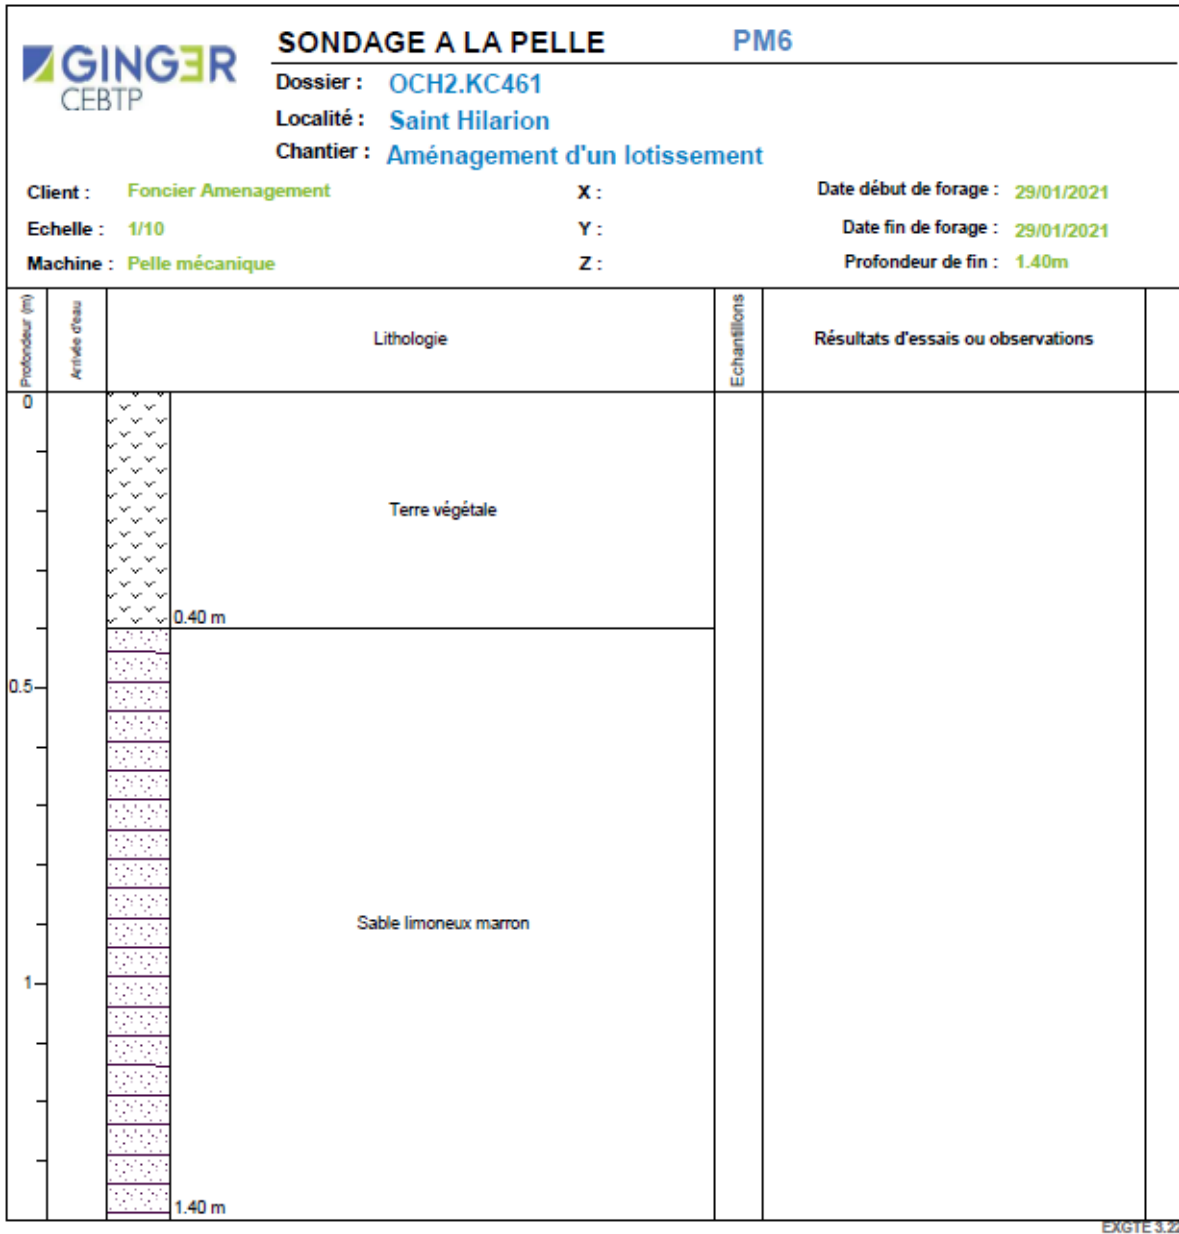 GINGER
CEBTP
SONDAGE A LA PELLE PM6
Dossier : OCH2.KC461
Localité : Saint Hilarion
Chantier : Aménagement d'un lotissement
Client : Foncier Amenagement X : Date début de forage : 29/01/2021
Echelle : 1/10 Y : Date fin de forage : 29/01/2021
Machine : Pelle mécanique Z : Profondeur de fin : 1.40m
Profondeur (m) Arrivée d'eau Lithologie Echantillons Résultats d'essais ou observations
0
Terre végétale
0.40 m
0.5
Sable limoneux marron
1
1.40 m
EXGTE 3.22